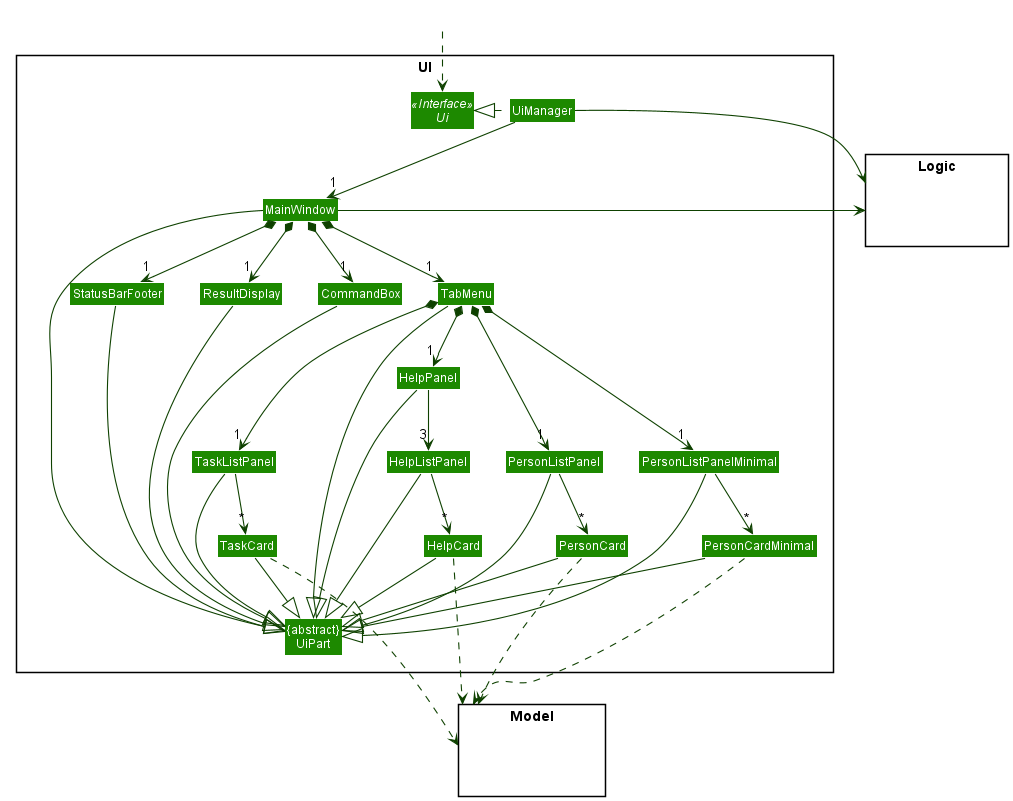 UI
«Interface»
Ui
UiManager
Logic
1
MainWindow
1
1
1
1
StatusBarFooter
ResultDisplay
CommandBox
TabMenu
1
HelpPanel
1
3
1
1
TaskListPanel
HelpListPanel
PersonListPanel
PersonListPanelMinimal
*
*
*
*
TaskCard
HelpCard
PersonCard
PersonCardMinimal
{abstract}
UiPart
Model